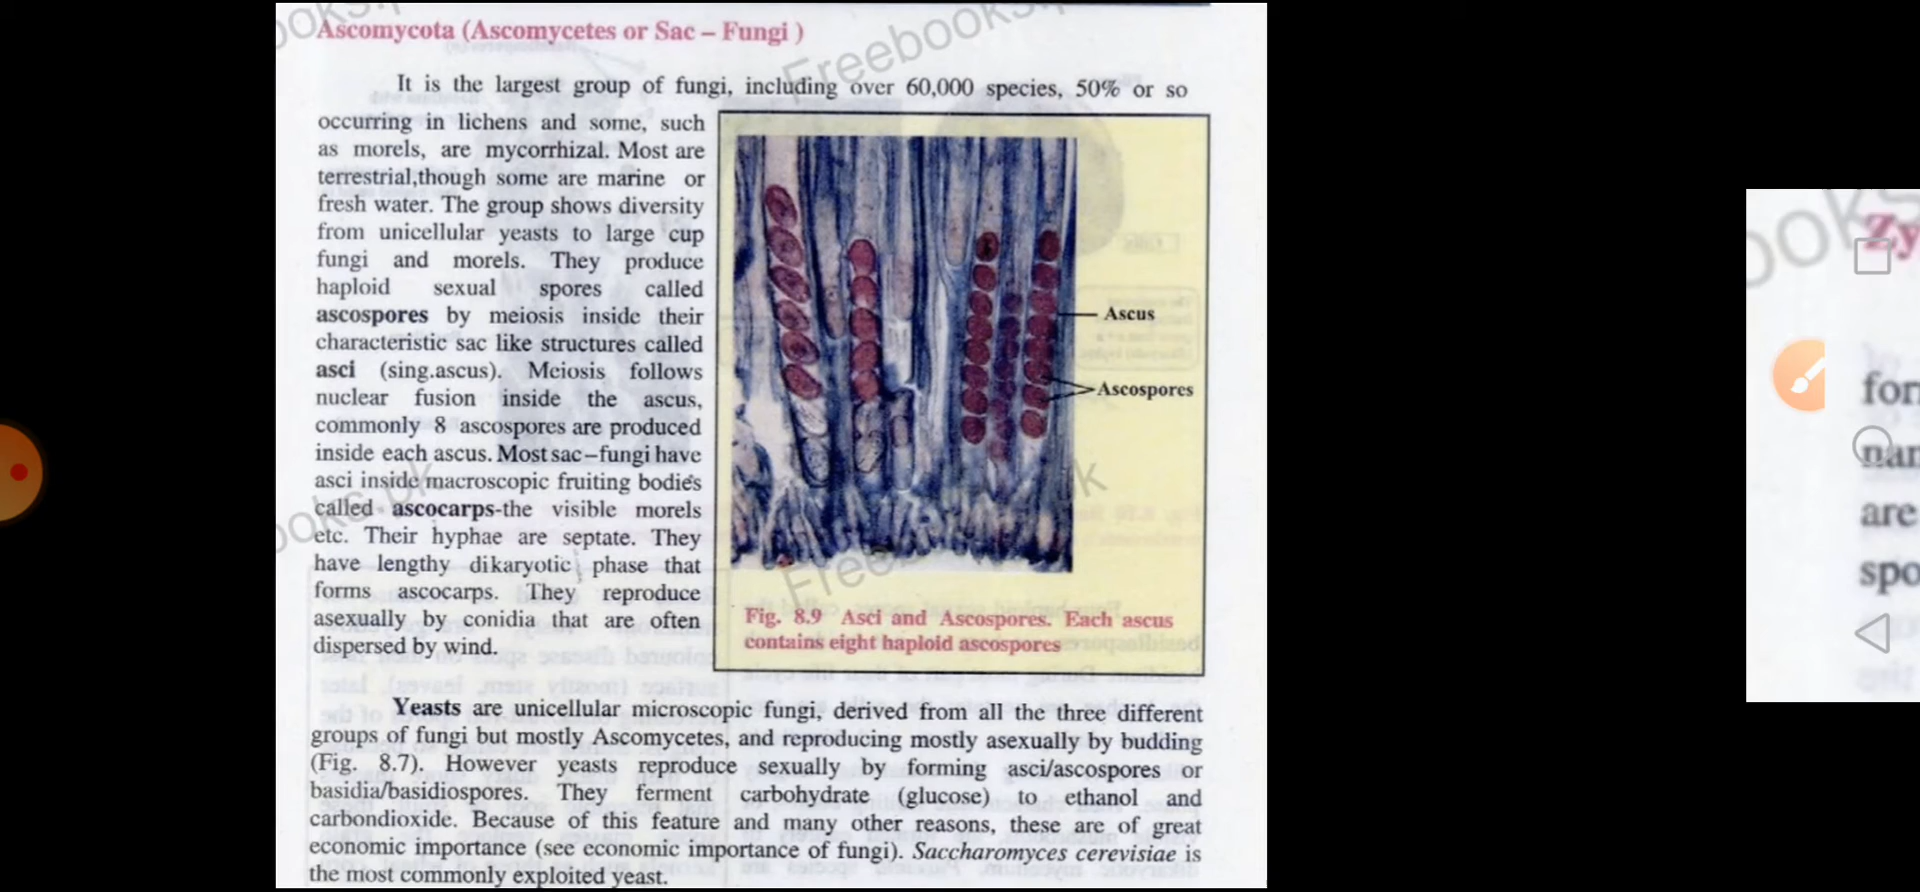 Ascomycota (Ascomycetes or Sac – Fungi )
It is the largest group of fungi, including over 60,000 species, 50% or so
occurring in lichens and some, such
as morels, are mycorrhizal. Most are
terrestrial,though some are marine or
fresh water. The group shows diversity
from unicellular yeasts to large cup
fungi and morels. They produce
haploid sexual spores called
ascospores by meiosis inside their
characteristic sac like structures called
asci (sing.ascus). Meiosis follows
nuclear fusion inside the ascus,
commonly 8 ascospores are produced
inside each ascus. Most sac–fungi have
asci inside macroscopic fruiting bodies
called ascocarps-the visible morels
etc. Their hyphae are septate. They
have lengthy dikaryotic phase that
forms ascocarps. They reproduce
asexually by conidia that are often
dispersed by wind.
Ascus
Ascospores
Fig. 8.9 Asci and Ascospores. Each ascus
contains eight haploid ascospores
Yeasts are unicellular microscopic fungi, derived from all the three different
groups of fungi but mostly Ascomycetes, and reproducing mostly asexually by budding
(Fig. 8.7). However yeasts reproduce sexually by forming asci/ascospores or
basidia/basidiospores. They ferment carbohydrate (glucose) to ethanol and
carbondioxide. Because of this feature and many other reasons, these are of great
economic importance (see economic importance of fungi). Saccharomyces cerevisiae is
the most commonly exploited yeast.
Freebooks.pk
ooks.pk
Zy
for
nan
are
spo